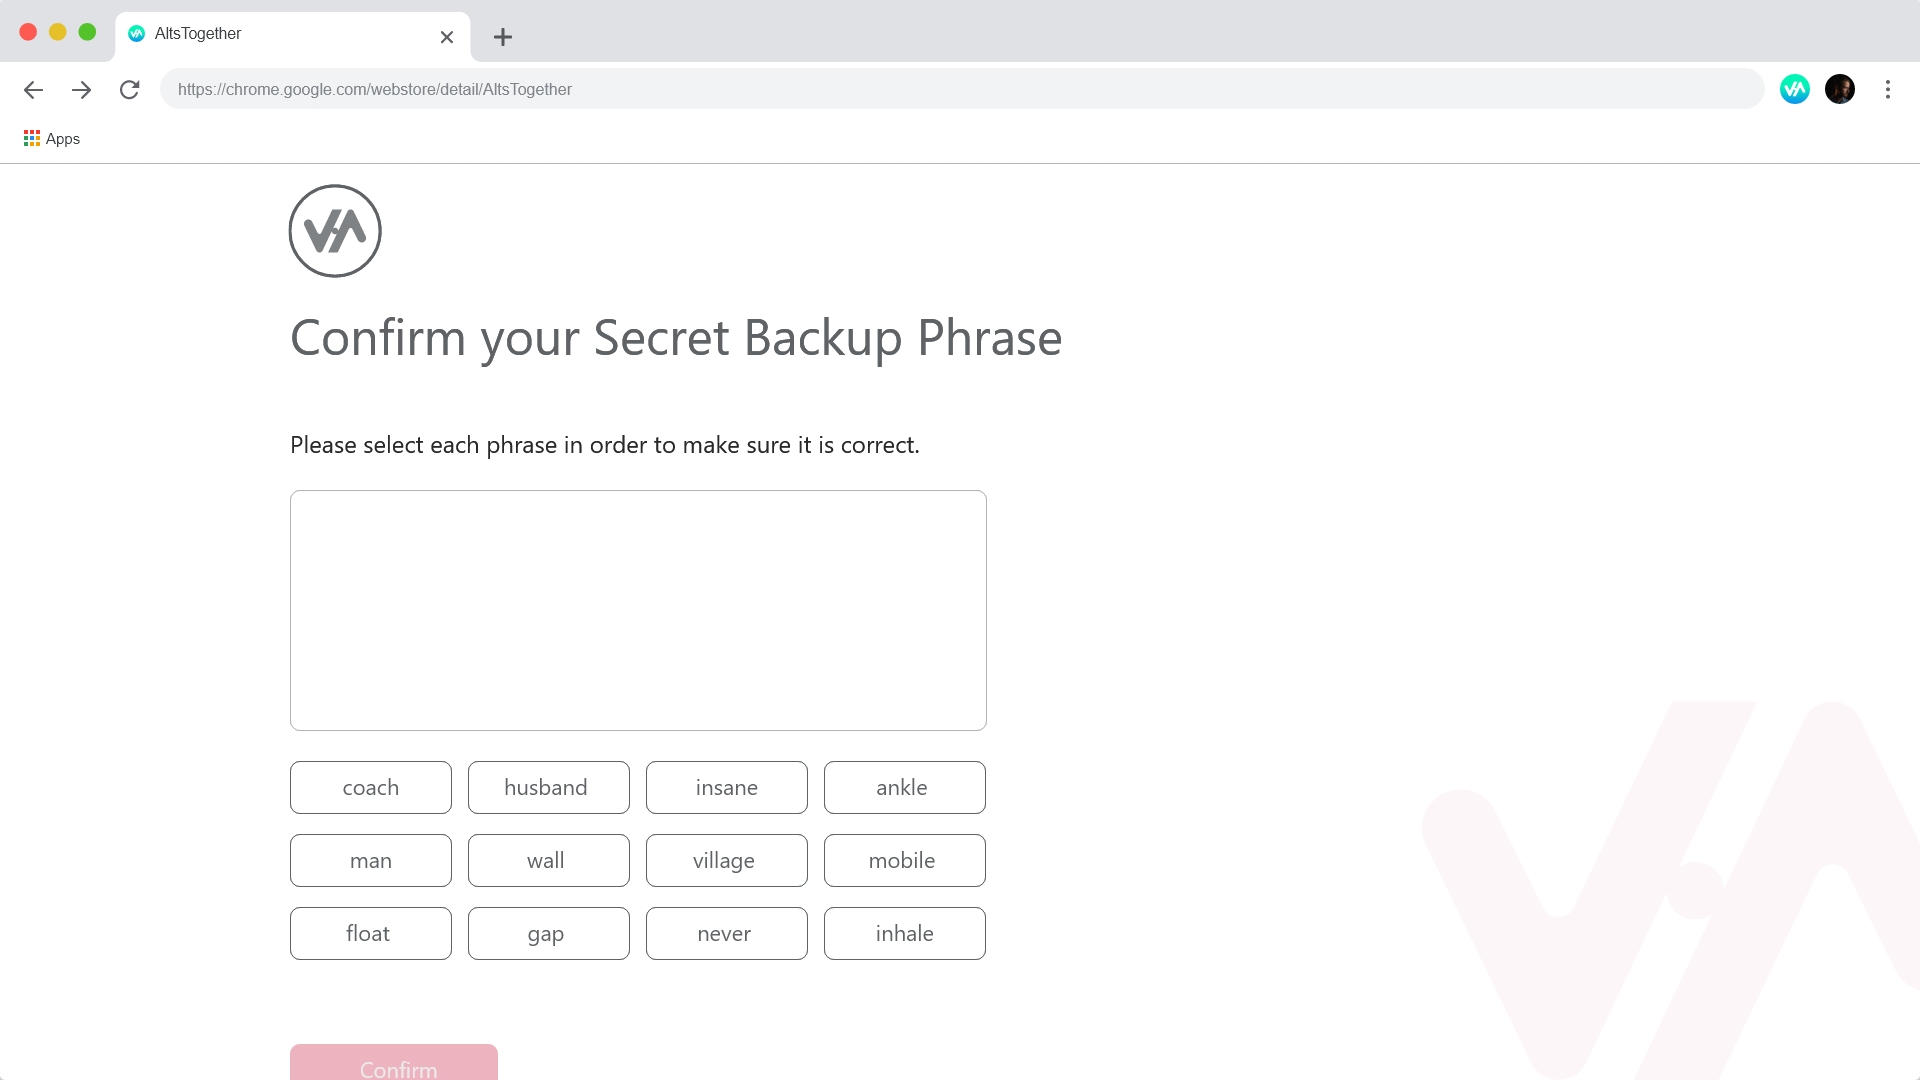 AltsTogether
https://chrome.google.com/webstore/detail/AltsTogether
Apps
Confirm your Secret Backup Phrase
Please select each phrase in order to make sure it is correct.
coach husband insane ankle
man wall village mobile
float gap never inhale
Confirm